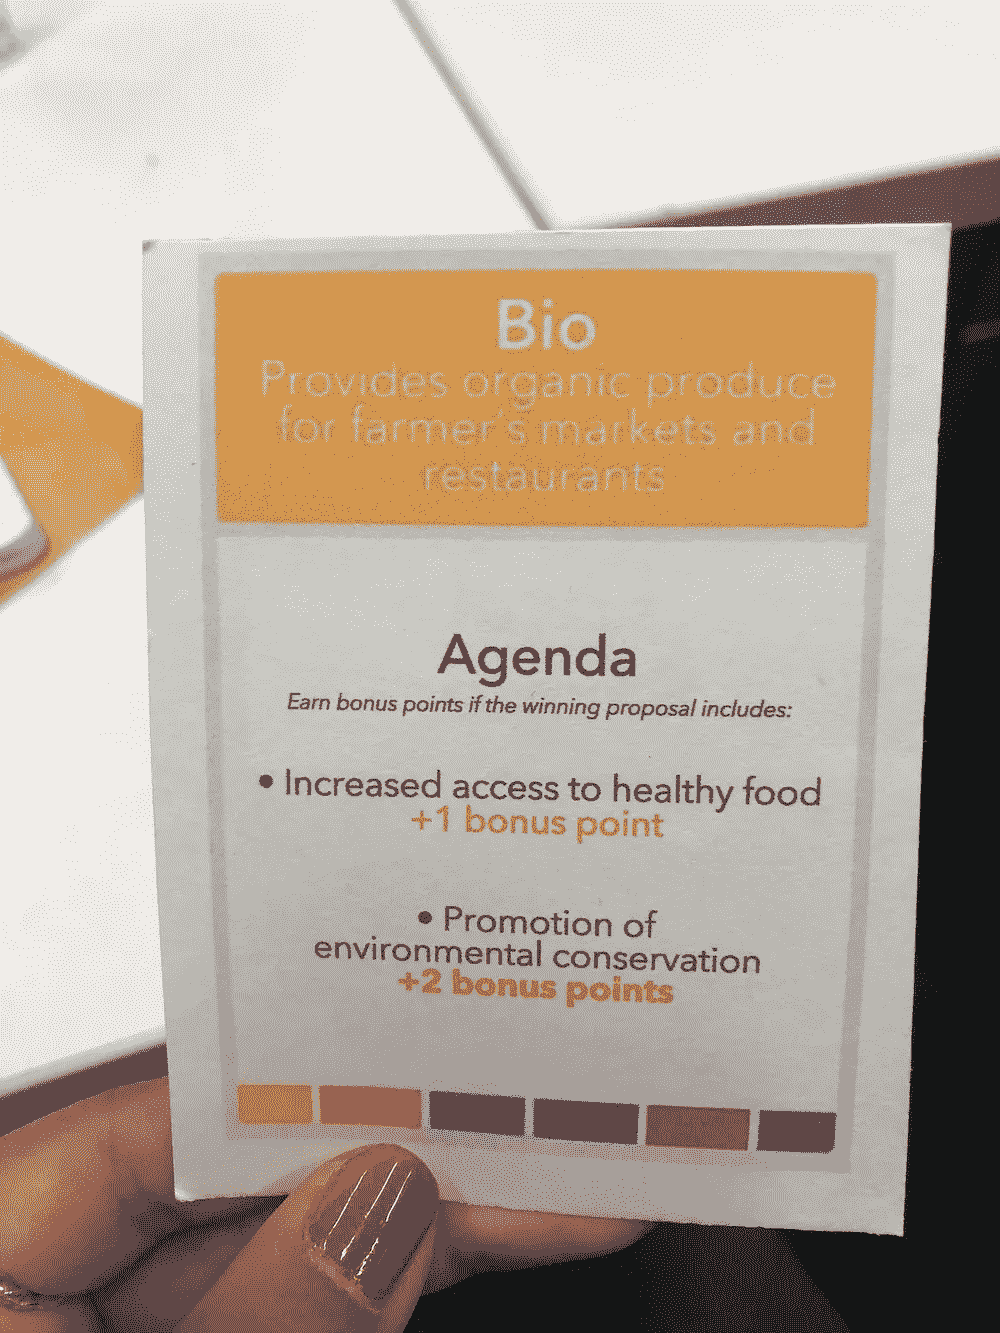 Bio
Provides organic produce
for farmer's markets and
restaurants
Agenda
Earn bonus points if the winning proposal includes:
• Increased access to healthy food
+1 bonus point
• Promotion of
environmental conservation
+2 bonus points